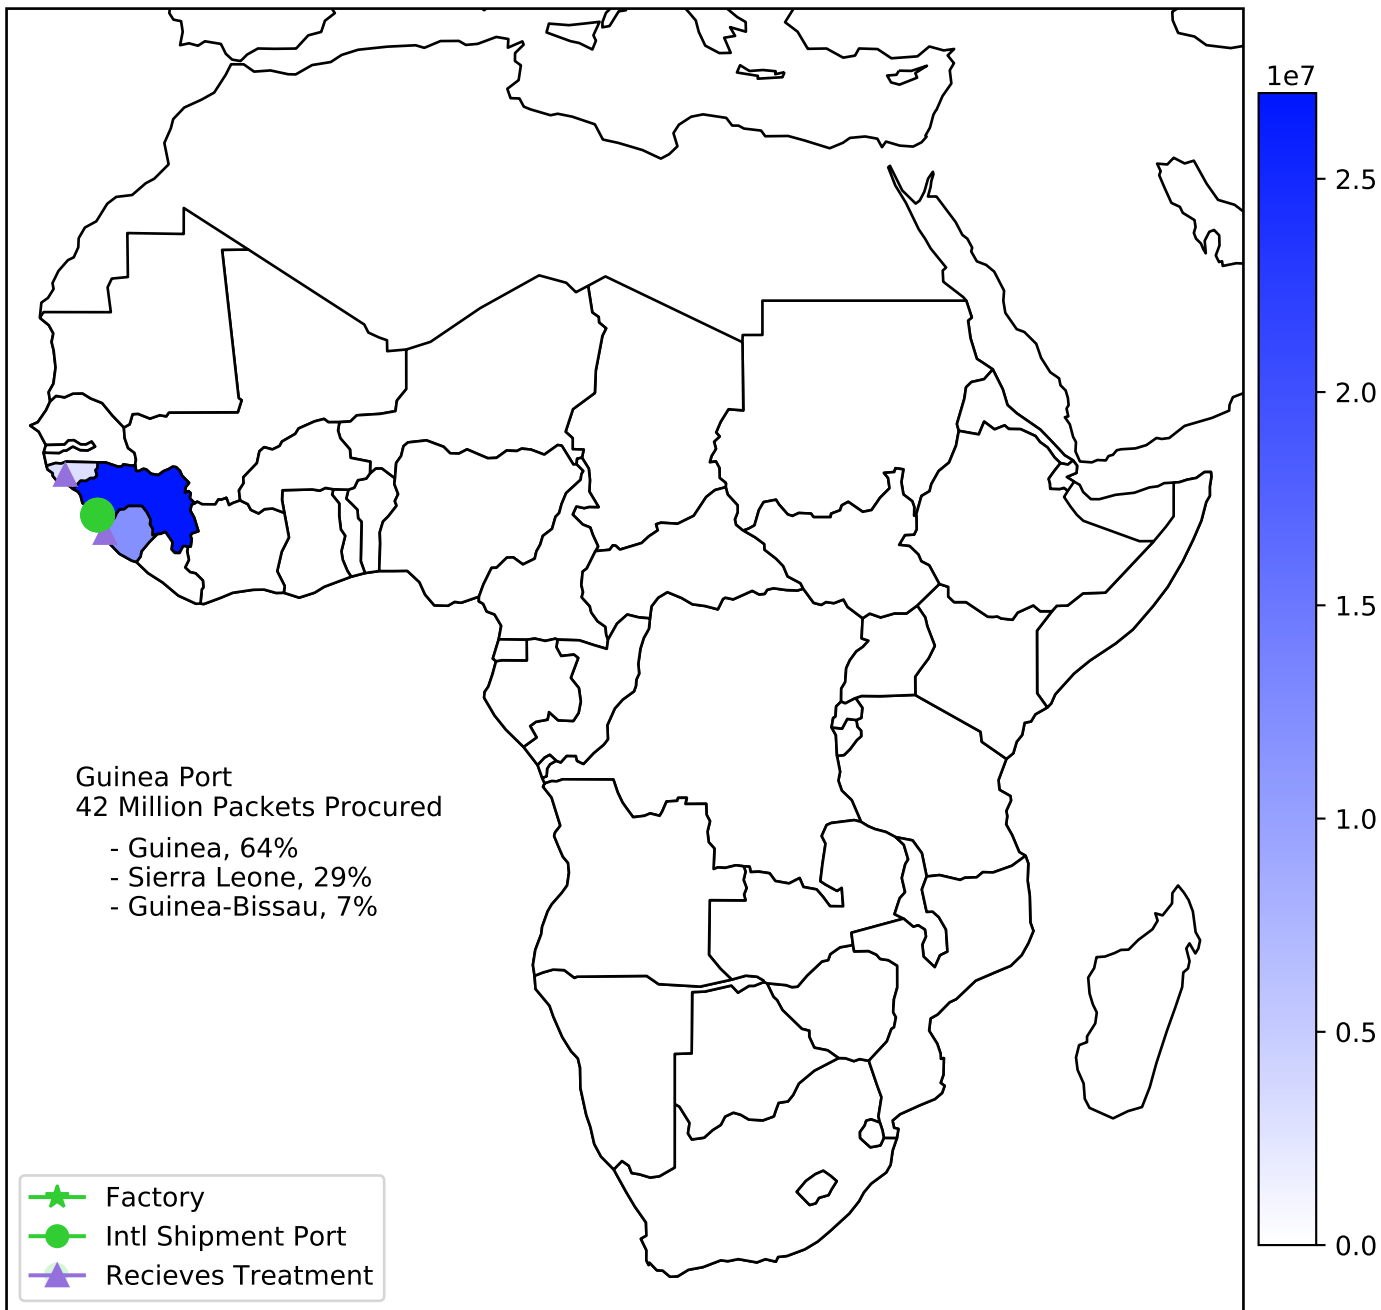 1e7
2.5
2.0
1.5
1.0
0.5
0.0
Guinea Port
42 Million Packets Procured
- Guinea, 64%
- Sierra Leone, 29%
- Guinea-Bissau, 7%
Factory
Intl Shipment Port
Recieves Treatment